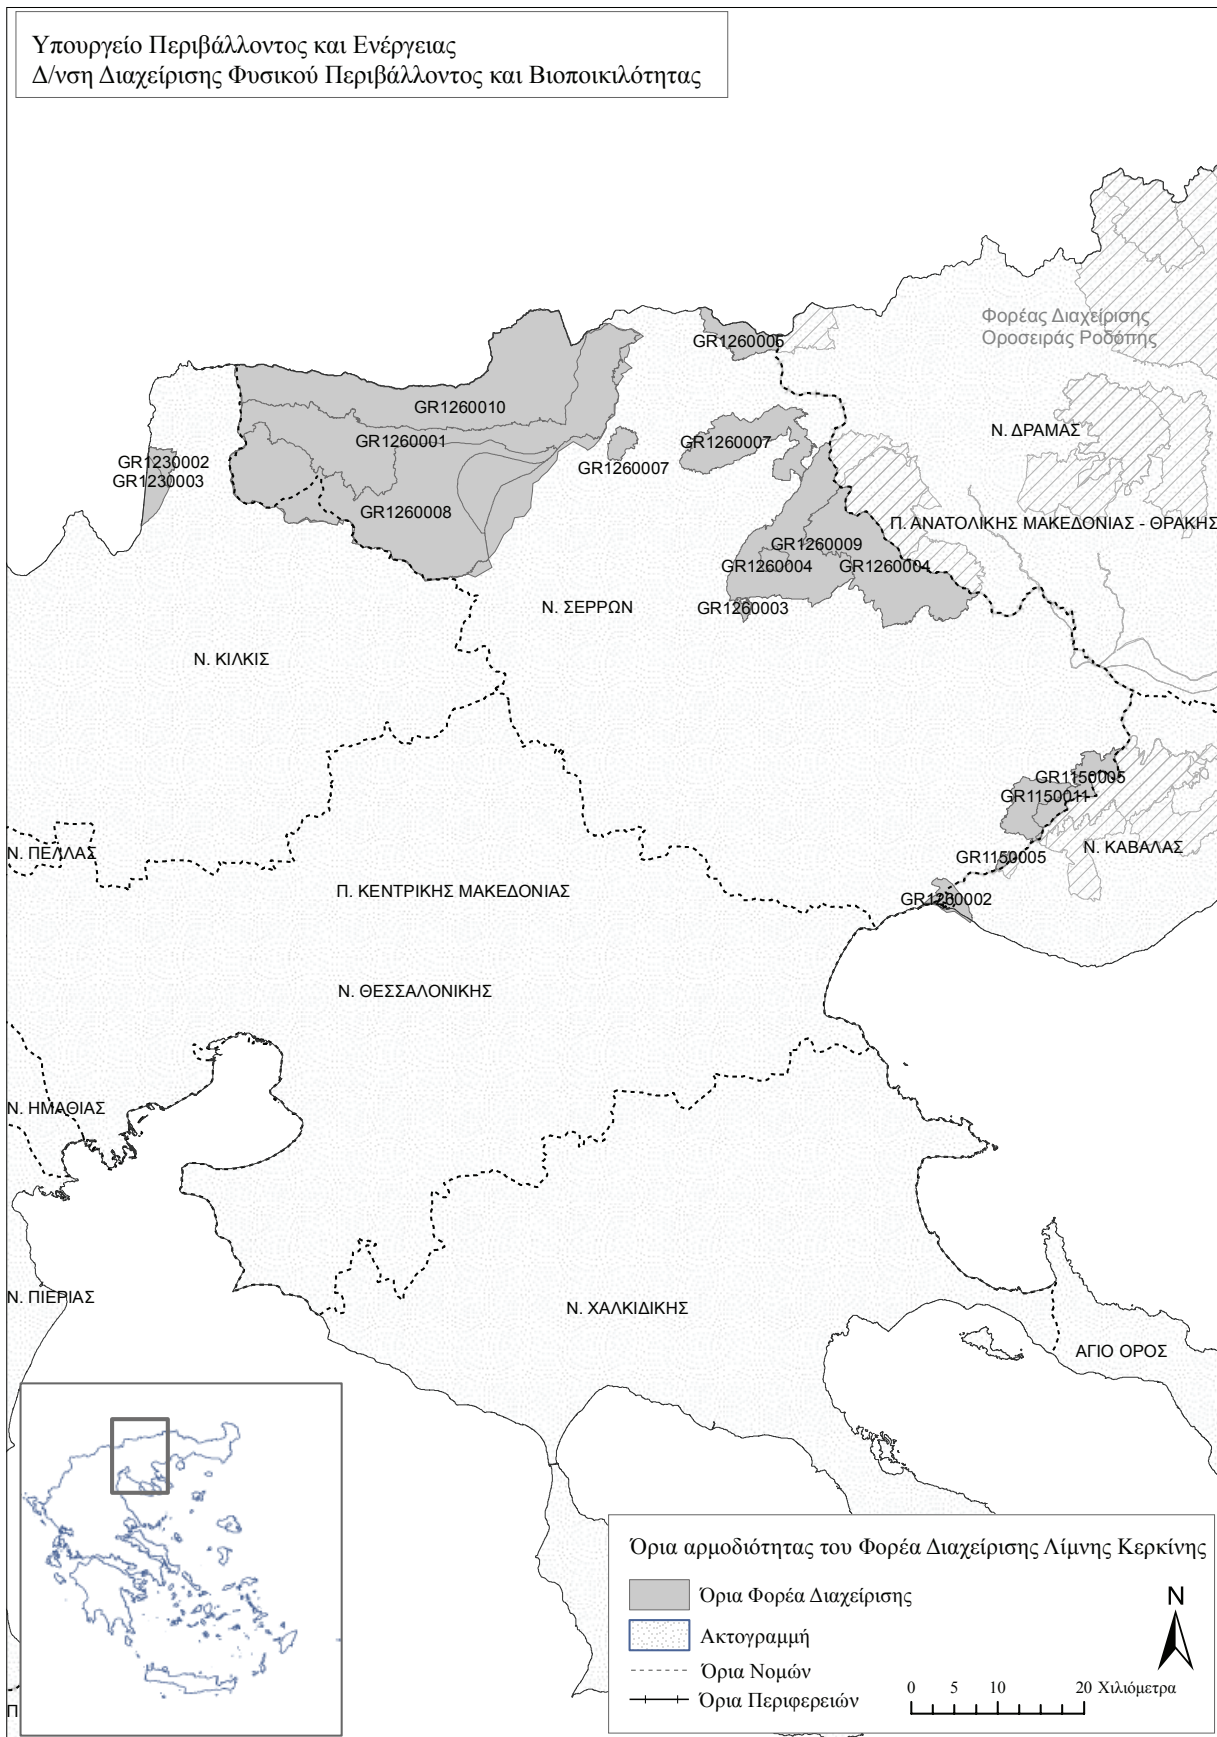 Υπουργείο Περιβάλλοντος και Ενέργειας
Δ/νση Διαχείρισης Φυσικού Περιβάλλοντος και Βιοποικιλότητας
Φορέας Διαχείρισης
Οροσειράς Ροδόπης
GR1260006
GR1260010
Ν. ΔΡΑΜΑΣ
GR1260001
GR1260007
GR1230002
GR1260007
GR1230003
GR1260008
Π. ΑΝΑΤΟΛΙΚΗΣ ΜΑΚΕΔΟΝΙΑΣ - ΘΡΑΚΗΣ
GR1260009
GR1260004
GR1260004
Ν. ΣΕΡΡΩΝ
GR1260003
Ν. ΚΙΛΚΙΣ
GR1150005
GR1150011
Ν. ΠΕΛΛΑΣ
Ν. ΚΑΒΑΛΑΣ
GR1150005
Π. ΚΕΝΤΡΙΚΗΣ ΜΑΚΕΔΟΝΙΑΣ
GR1260002
Ν. ΘΕΣΣΑΛΟΝΙΚΗΣ
Ν. ΗΜΑΘΙΑΣ
Ν. ΠΙΕΡΙΑΣ
Ν. ΧΑΛΚΙΔΙΚΗΣ
ΑΓΙΟ ΟΡΟΣ
Όρια αρμοδιότητας του Φορέα Διαχείρισης Λίμνης Κερκίνης
Όρια Φορέα Διαχείρισης
N
Ακτογραμμή
Όρια Νομών
Όρια Περιφερειών
0 5 10 20 Χιλιόμετρα
Π